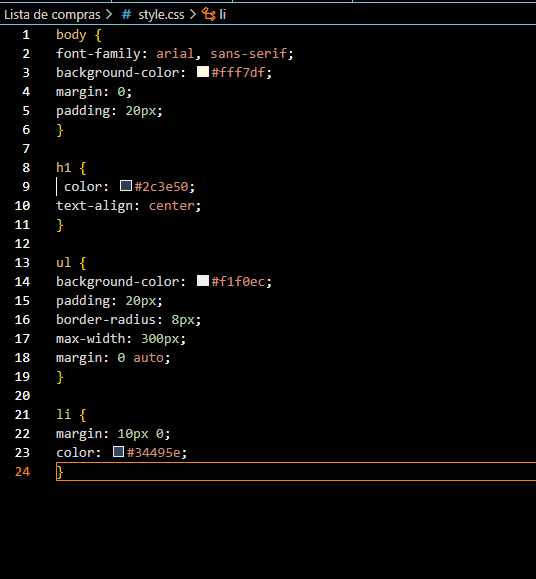 Lista de compras > # style.css > li
1 body {
2 font-family: arial, sans-serif;
3 background-color: #fff7df;
4 margin: 0;
5 padding: 20px;
6 }
7
8 h1 {
9 color: #2c3e50;
10 text-align: center;
11 }
12
13 ul {
14 background-color: #f1f0ec;
15 padding: 20px;
16 border-radius: 8px;
17 max-width: 300px;
18 margin: 0 auto;
19 }
20
21 li {
22 margin: 10px 0;
23 color: #34495e;
24 }